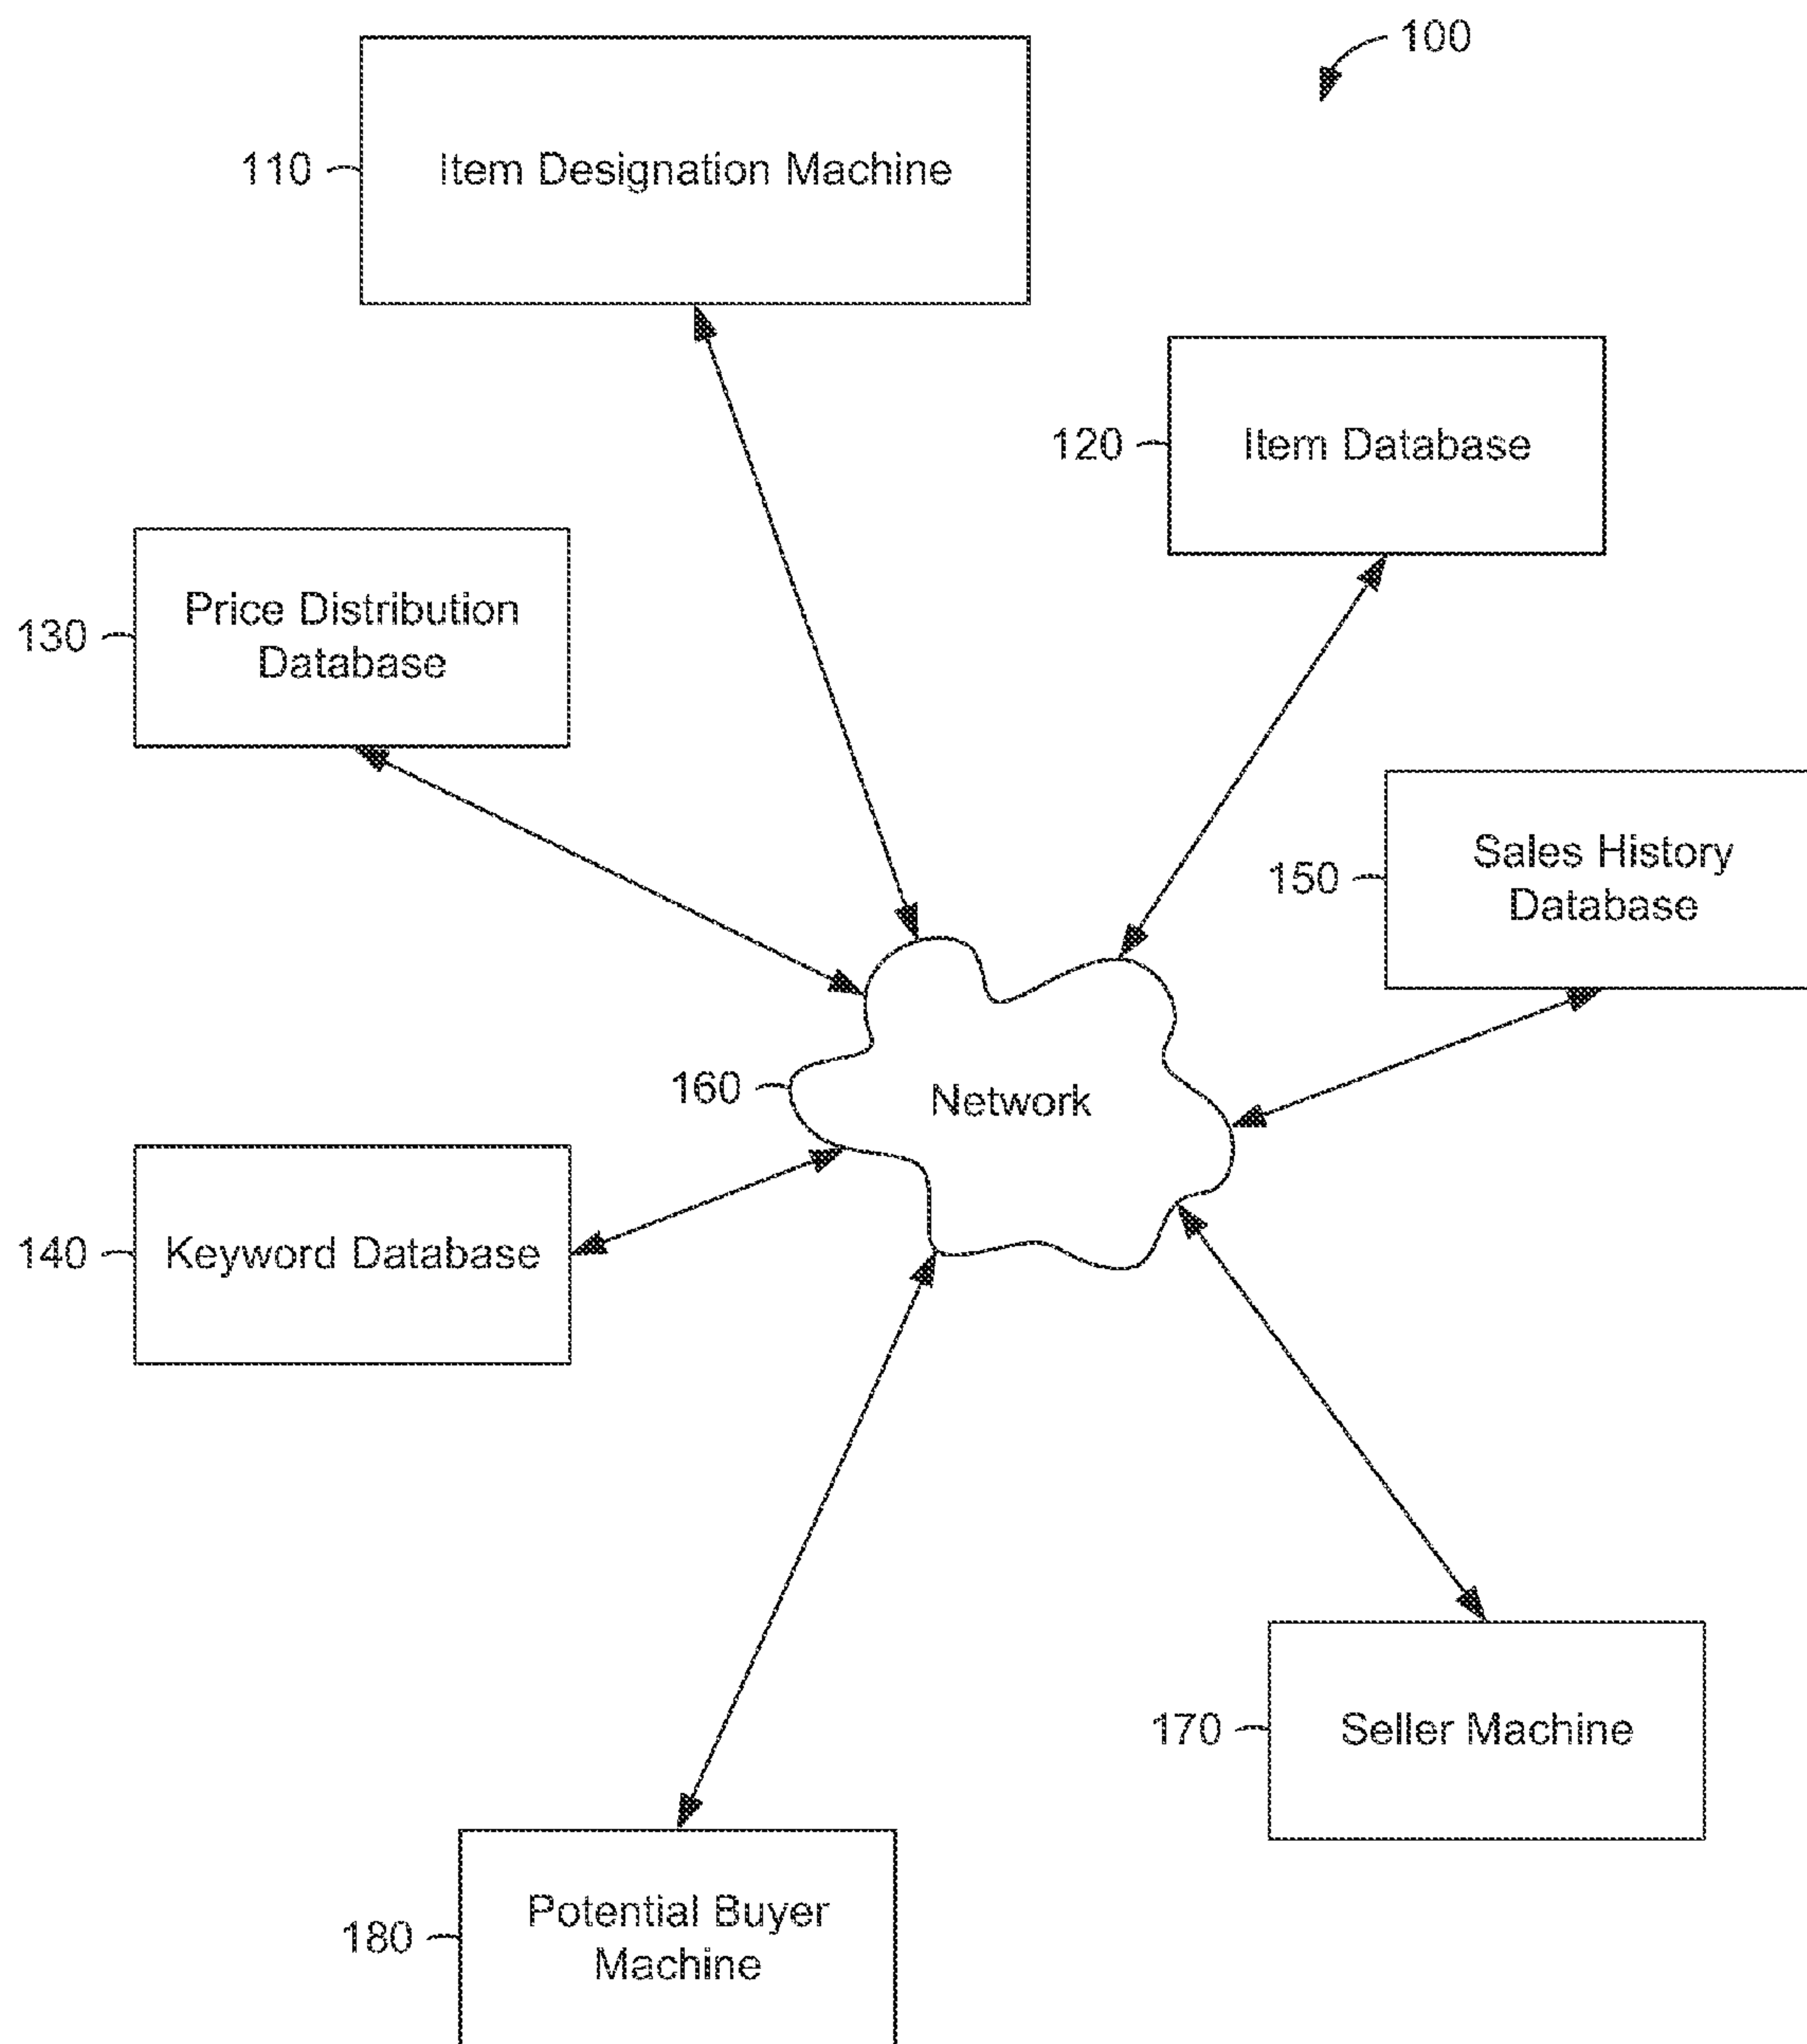 100
110
Item Designation Machine
120
Item Database
130
Price Distribution
Database
150
Sales History
Database
160
Network
140
Keyword Database
170
Seller Machine
180
Potential Buyer
Machine